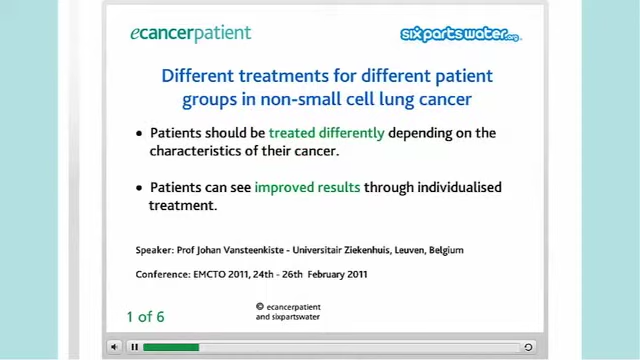 ecancerpatient
sixpartswater.org
Different treatments for different patient
groups in non-small cell lung cancer
• Patients should be treated differently depending on the
characteristics of their cancer.
• Patients can see improved results through individualised
treatment.
Speaker: Prof Johan Vansteenkiste - Universitair Ziekenhuis, Leuven, Belgium
Conference: EMCTO 2011, 24th - 26th February 2011
© ecancerpatient
and sixpartswater
1 of 6